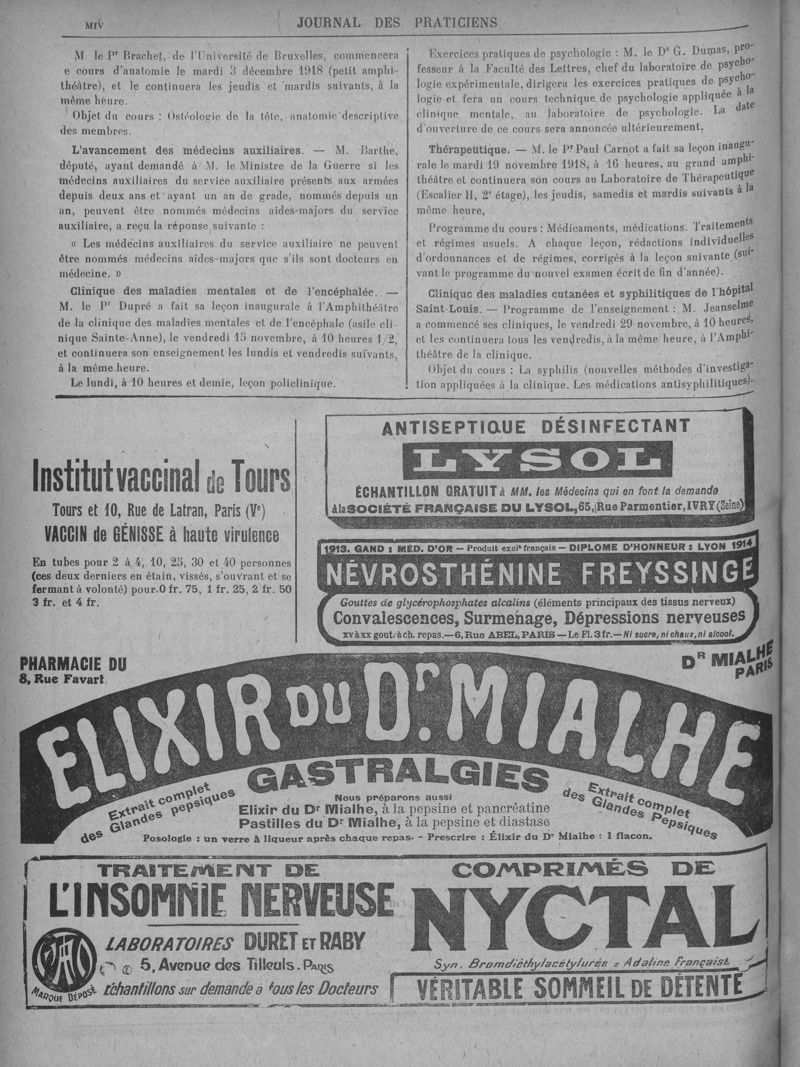 MIV
JOURNAL DES PRATICIENS
M le Pr Brachet, de l'Université de Bruxelles, commencera
e cours d'anatomie le mardi 3 décembre 1918 (petit amphi-
théâtre), et le continuera les jeudis et mardis suivants, à la
même heure.
Objet du cours : Ostéologie de la tête, anatomie descriptive
des membres.
L'avancement des médecins auxiliaires. — M. Barthe,
député, ayant demandé à M. le Ministre de la Guerre si les
médecins auxiliaires du service auxiliaire présents aux armées
depuis deux ans et ayant un an de grade, nommés depuis un
an, peuvent être nommés médecins aides-majors du service
auxiliaire, a reçu la réponse suivante :
« Les médecins auxiliaires du service auxiliaire ne peuvent
être nommés médecins aides-majors que s'ils sont docteurs en
médecine. »
Clinique des maladies mentales et de l'encéphalée. —
M. le Pr Dupré a fait sa leçon inaugurale à l'Amphithéâtre
de la clinique des maladies mentales et de l'encéphale (asile cli-
nique Sainte-Anne), le vendredi 15 novembre, à 10 heures 1/2,
et continuera son enseignement les lundis et vendredis suivants,
à la même heure.
Le lundi, à 10 heures et demie, leçon policlinique.
Exercices pratiques de psychologie : M. le Dr G. Dumas, pro-
fesseur à la Faculté des Lettres, chef du laboratoire de psycho-
logie expérimentale, dirigera les exercices pratiques de psycho-
logie et fera un cours technique de psychologie appliquée à la
clinique mentale, au laboratoire de psychologie. La date
d'ouverture de ce cours sera annoncée ultérieurement.
Thérapeutique. — M. le Pr Paul Carnot a fait sa leçon inaugu-
rale le mardi 19 novembre 1918, à 16 heures, au grand amphi-
théâtre et continuera son cours au Laboratoire de Thérapeutique
(Escalier H, 2e étage), les jeudis, samedis et mardis suivants à la
même heure,
Programme du cours : Médicaments, médications. Traitements
et régimes usuels. A chaque leçon, rédactions individuelles
d'ordonnances et de régimes, corrigés à la leçon suivante (sui-
vant le programme du nouvel examen écrit de fin d'année).
Clinique des maladies cutanées et syphilitiques de l'hôpital
Saint-Louis. — Programme de l'enseignement : M. Jeanselme
a commencé ses cliniques, le vendredi 29 novembre, à 10 heures,
et les continuera tous les vendredis, à la même heure, à l'Amphi-
théâtre de la clinique.
Objet du cours : La syphilis (nouvelles méthodes d'investiga-
tion appliquées à la clinique. Les médications antisyphilitiques).
Institut vaccinal de Tours
Tours et 10, Rue de Latran, Paris (Ve)
VACCIN de GÉNISSE à haute virulence
En tubes pour 2 à 4, 10, 25, 30 et 40 personnes
(ces deux derniers en étain, vissés, s'ouvrant et se
fermant à volonté) pour 0 fr. 75, 1 fr. 25, 2 fr. 50
3 fr. et 4 fr.
ANTISEPTIQUE DÉSINFECTANT
LYSOL
ÉCHANTILLON GRATUIT à MM. les Médecins qui en font la demande
à la SOCIÉTÉ FRANÇAISE DU LYSOL, 65, Rue Parmentier, IVRY (Seine)
1913. GAND : MÉD. D'OR — Produit exclt français — DIPLOME D'HONNEUR : LYON 1914
NÉVROSTHÉNINE FREYSSINGE
Gouttes de glycérophosphates alcalins (éléments principaux des tissus nerveux)
Convalescences, Surmenage, Dépressions nerveuses
xv à xx gout. à ch. repas. — 6, Rue ABEL, PARIS — Le Fl. 3 fr. — Ni sucre, ni chaux, ni alcool.
PHARMACIE DU
8, Rue Favart
DR MIALHE
PARIS
ELIXIR DU Dr. MIALHE
GASTRALGIES
Extrait complet
des Glandes pepsiques
Nous préparons aussi
Elixir du Dr Mialhe, à la pepsine et pancréatine
Pastilles du Dr Mialhe, à la pepsine et diastase
des Extrait complet
Glandes Pepsiques
Posologie : un verre à liqueur après chaque repas. - Prescrire : Élixir du Dr Mialhe : 1 flacon.
TRAITEMENT DE
L'INSOMNIE NERVEUSE
LABORATOIRES DURET ET RABY
5, Avenue des Tilleuls. PARIS
MARQUE DÉPOSÉ
Échantillons sur demande à tous les Docteurs
COMPRIMÉS DE
NYCTAL
Syn. Bromdiéthylacétylurée = Adaline Française
VÉRITABLE SOMMEIL DE DÉTENTE